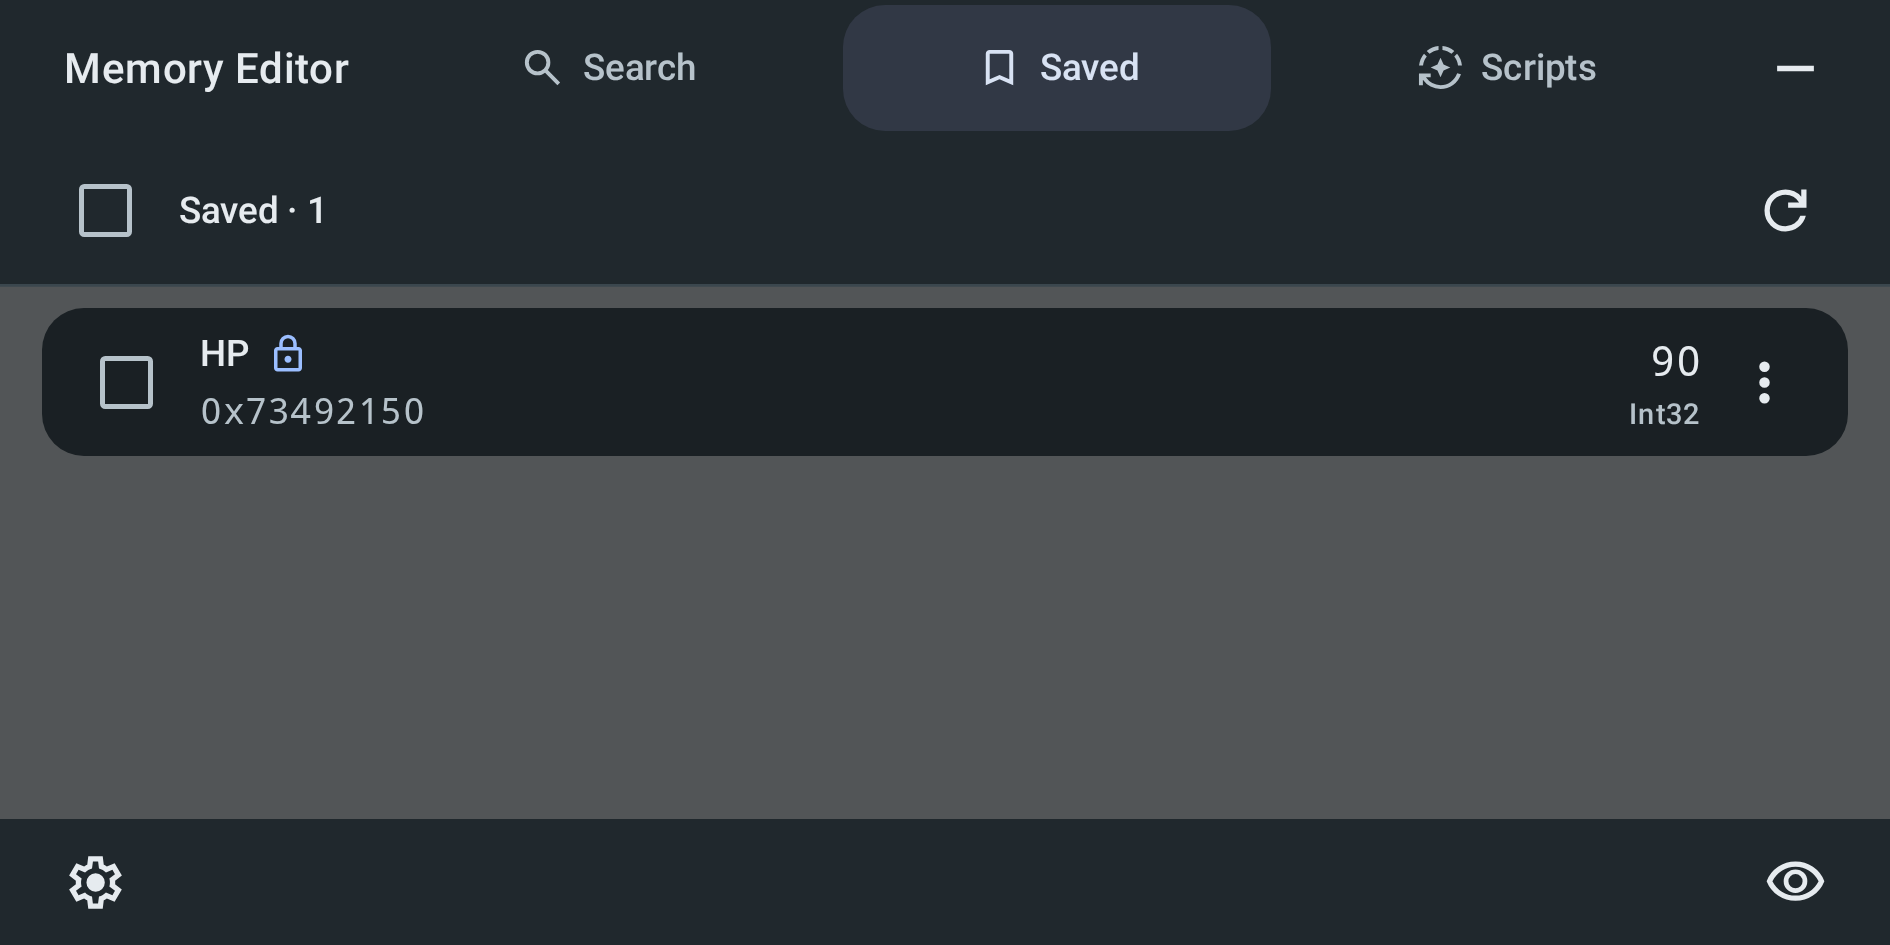 Memory Editor
Search
Saved
Scripts
Saved · 1
HP
0x73492150
90
Int32